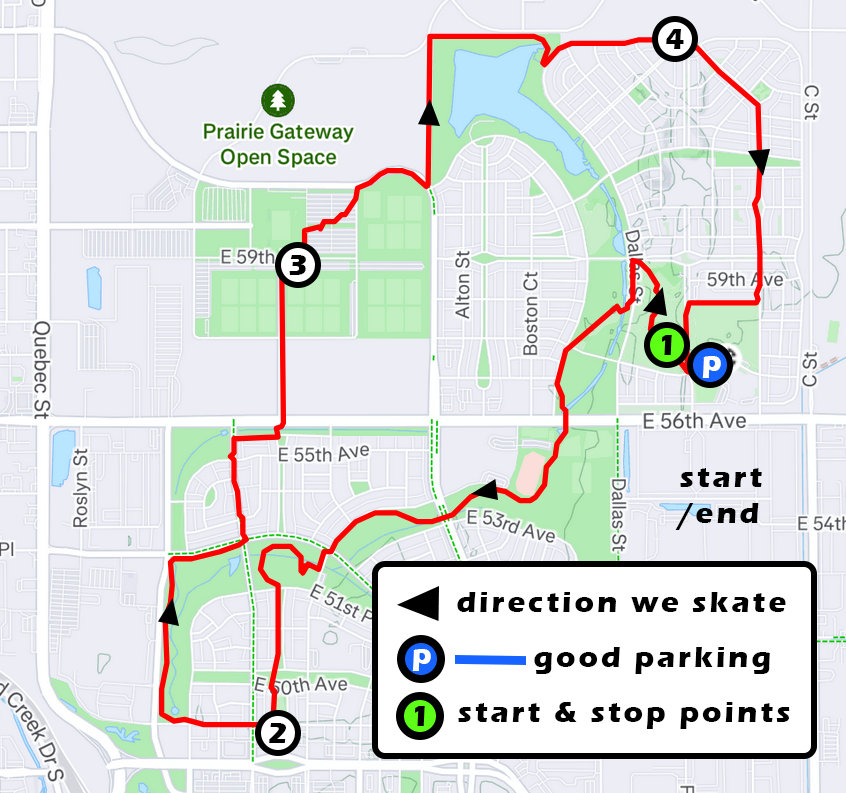 4
C St
Prairie Gateway
Open Space
Dallas St
E 59th
3
59th Ave
Alton St
Boston Ct
1
P
Quebec St
C St
E 56th Ave
E 55th Ave
Roslyn St
start
/end
Dallas St
E 53rd Ave
E 54th
Pl
direction we skate
E 51st P
P
good parking
E 50th Ave
d Creek Dr S
1
start & stop points
2